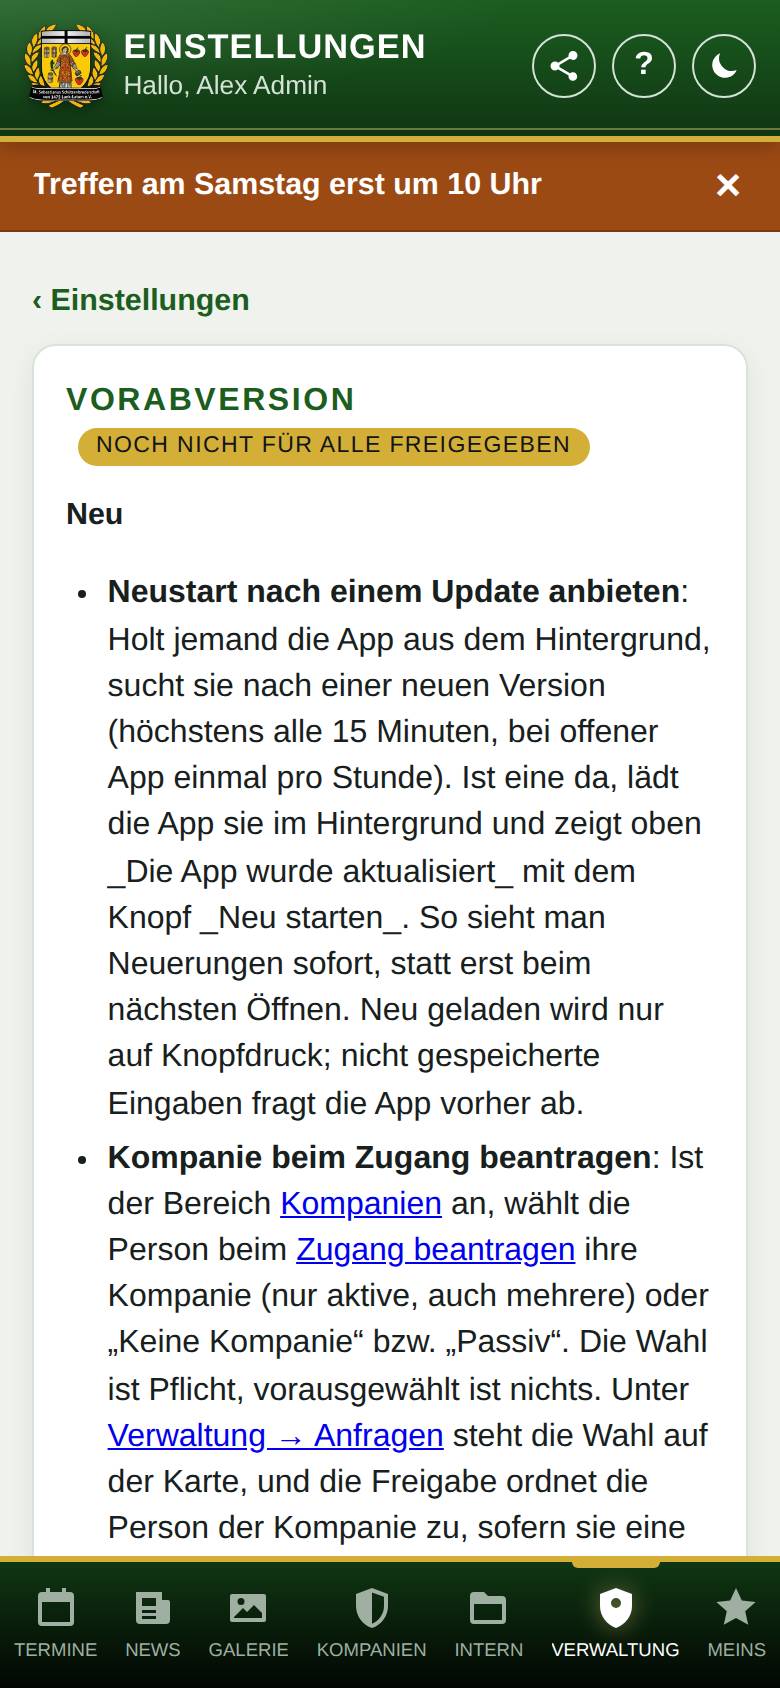 EINSTELLUNGEN
Hallo, Alex Admin
?
Treffen am Samstag erst um 10 Uhr
×
‹ Einstellungen
VORABVERSION
NOCH NICHT FÜR ALLE FREIGEGEBEN
Neu
• Neustart nach einem Update anbieten:
Holt jemand die App aus dem Hintergrund,
sucht sie nach einer neuen Version
(höchstens alle 15 Minuten, bei offener
App einmal pro Stunde). Ist eine da, lädt
die App sie im Hintergrund und zeigt oben
_Die App wurde aktualisiert_ mit dem
Knopf _Neu starten_. So sieht man
Neuerungen sofort, statt erst beim
nächsten Öffnen. Neu geladen wird nur
auf Knopfdruck; nicht gespeicherte
Eingaben fragt die App vorher ab.
• Kompanie beim Zugang beantragen: Ist
der Bereich Kompanien an, wählt die
Person beim Zugang beantragen ihre
Kompanie (nur aktive, auch mehrere) oder
„Keine Kompanie“ bzw. „Passiv“. Die Wahl
ist Pflicht, vorausgewählt ist nichts. Unter
Verwaltung → Anfragen steht die Wahl auf
der Karte, und die Freigabe ordnet die
Person der Kompanie zu, sofern sie eine
TERMINE
NEWS
GALERIE
KOMPANIEN
INTERN
VERWALTUNG
MEINS